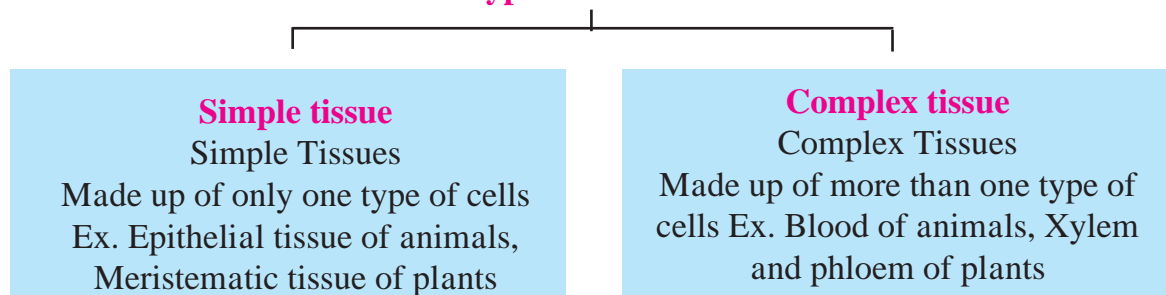 Simple tissue
Simple Tissues
Made up of only one type of cells
Ex. Epithelial tissue of animals,
Meristematic tissue of plants
Complex tissue
Complex Tissues
Made up of more than one type of
cells Ex. Blood of animals, Xylem
and phloem of plants